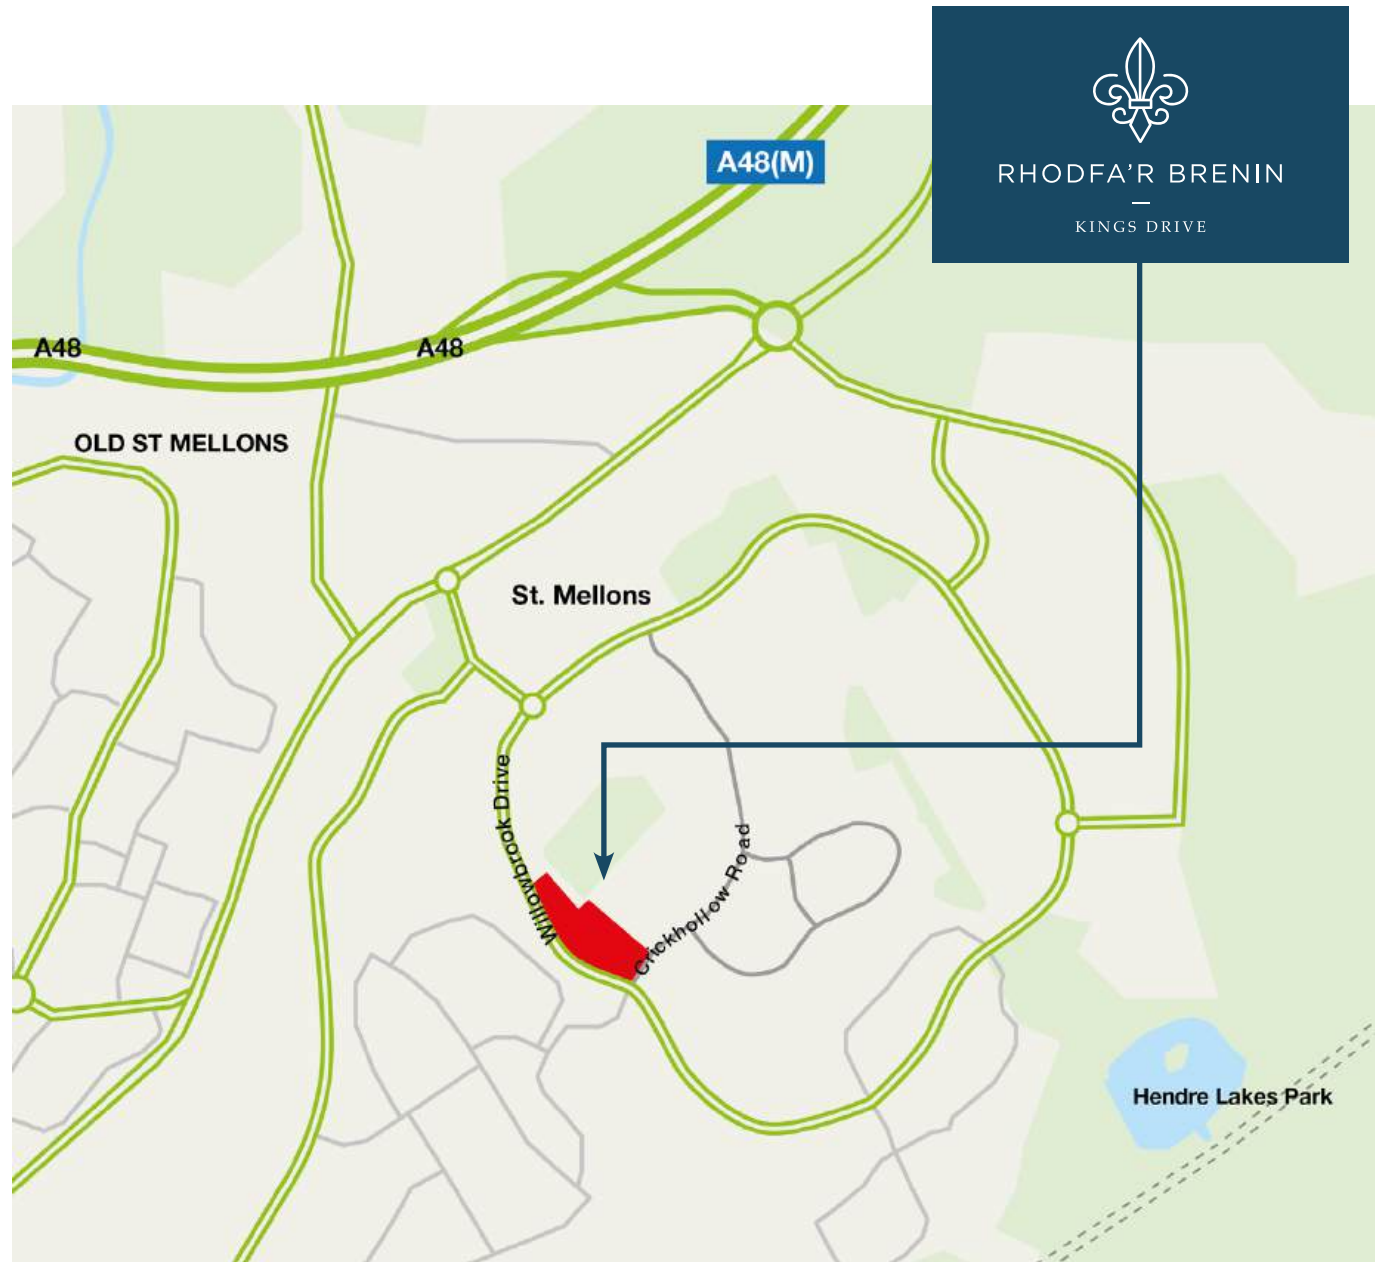 A48(M)
RHODFA'R BRENIN
KINGS DRIVE
A48
A48
OLD ST MELLONS
St. Mellons
Willowbrook Drive
Crickhollow Road
Hendre Lakes Park